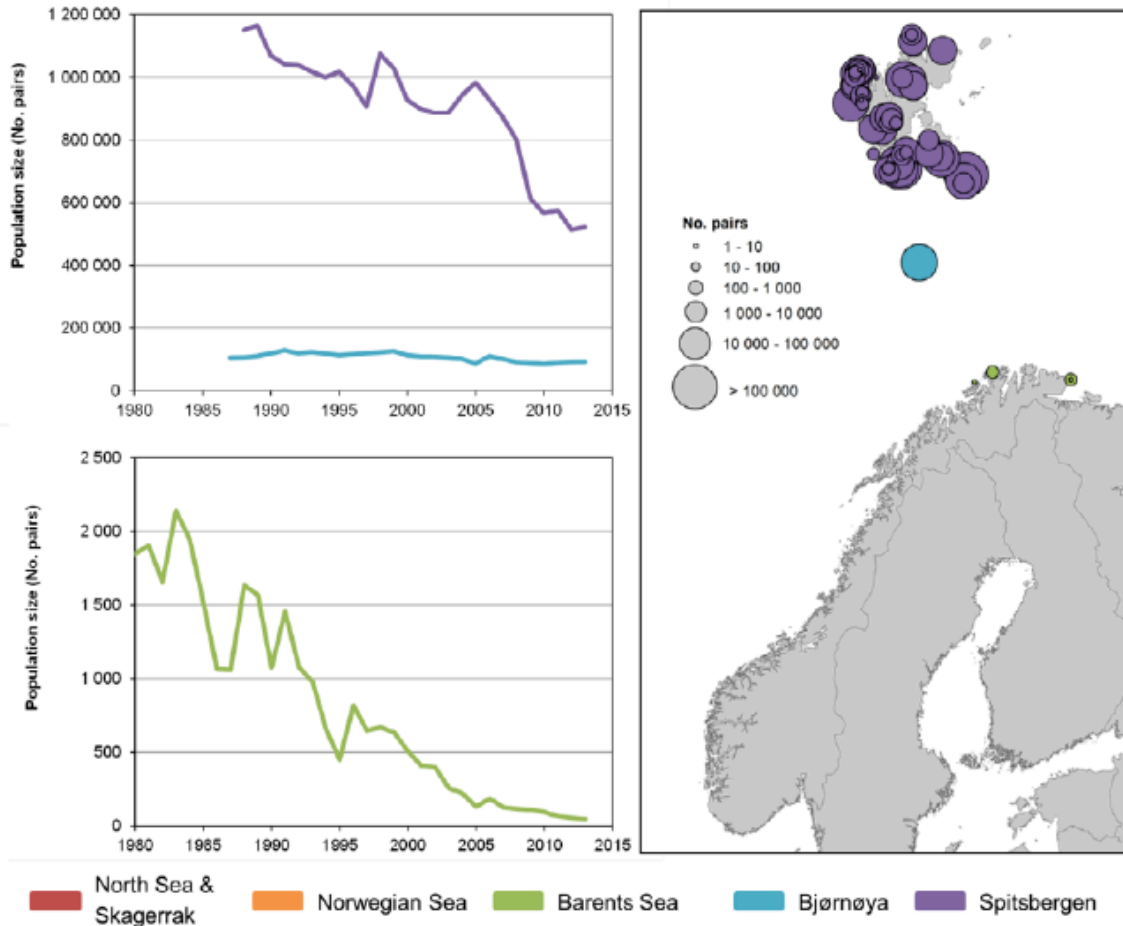 Population size (No. pairs)
1 200 000
1 000 000
800 000
600 000
400 000
200 000
0
1980 1985 1990 1995 2000 2005 2010 2015
Population size (No. pairs)
2 500
2 000
1 500
1 000
500
0
1980 1985 1990 1995 2000 2005 2010 2015
No. pairs
1 - 10
10 - 100
100 - 1 000
1 000 - 10 000
10 000 - 100 000
> 100 000
North Sea &
Skagerrak
Norwegian Sea
Barents Sea
Bjørnøya
Spitsbergen